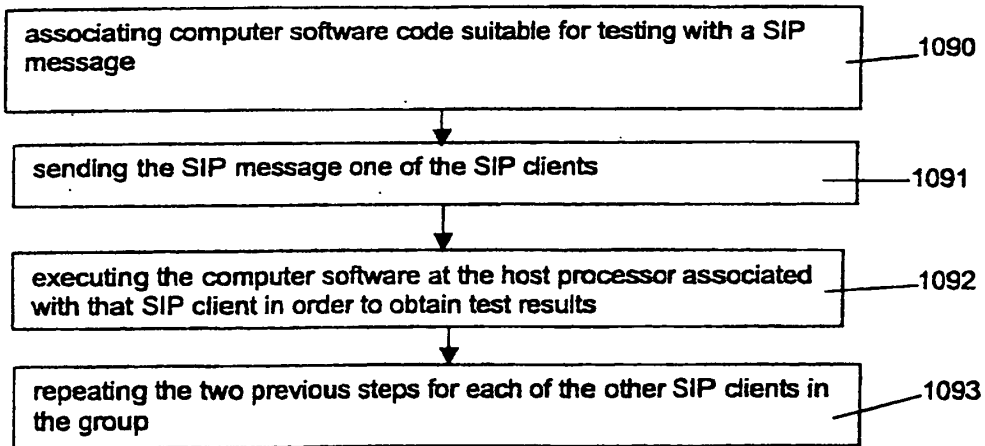 associating computer software code suitable for testing with a SIP
message
1090
sending the SIP message one of the SIP clients
1091
executing the computer software at the host processor associated
with that SIP client in order to obtain test results
1092
repeating the two previous steps for each of the other SIP clients in
the group
1093